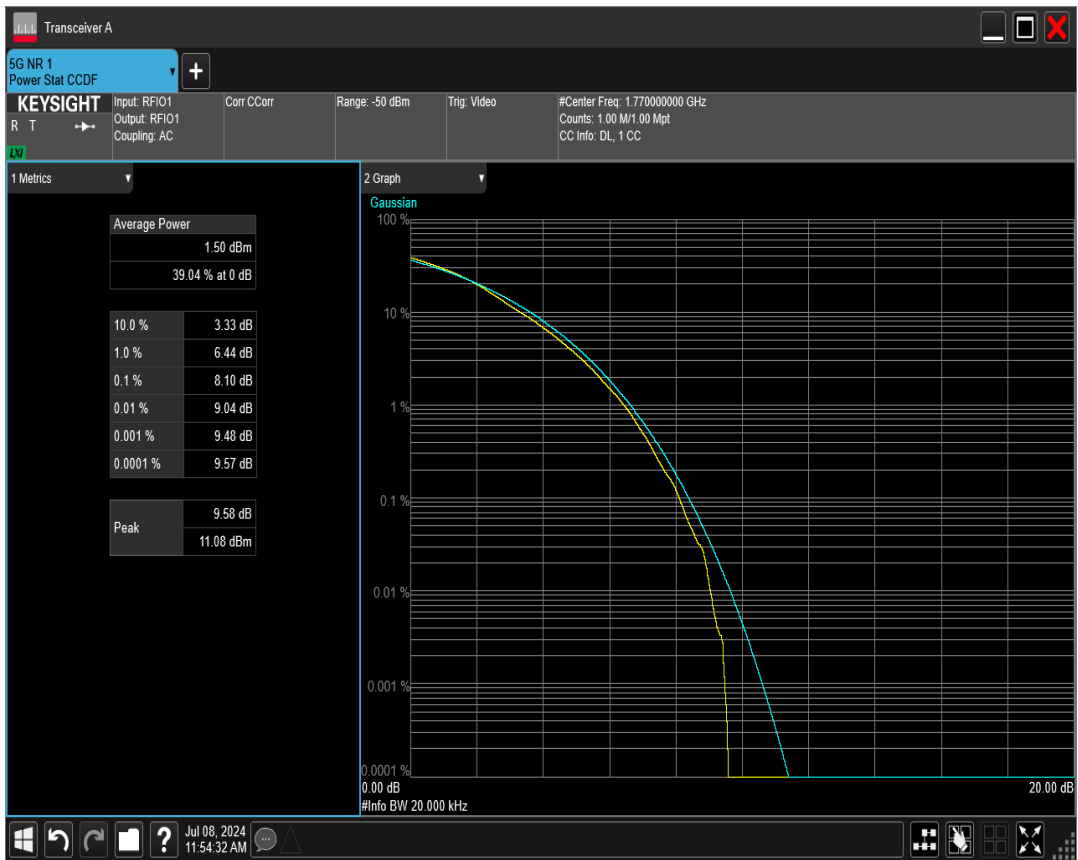 Transceiver A
5G NR 1
Power Stat CCDF
KEYSIGHT
R T
LXI
Input: RFIO1
Output: RFIO1
Coupling: AC
Corr CCorr
Range: -50 dBm
Trig: Video
#Center Freq: 1.770000000 GHz
Counts: 1.00 M/1.00 Mpt
CC Info: DL, 1 CC
1 Metrics
Average Power
1.50 dBm
39.04 % at 0 dB
10.0 % 3.33 dB
1.0 % 6.44 dB
0.1 % 8.10 dB
0.01 % 9.04 dB
0.001 % 9.48 dB
0.0001 % 9.57 dB
Peak
9.58 dB
11.08 dBm
2 Graph
Gaussian
100 %
10 %
1 %
0.1 %
0.01 %
0.001 %
0.0001 %
0.00 dB 20.00 dB
#Info BW 20.000 kHz
?
Jul 08, 2024
11:54:32 AM